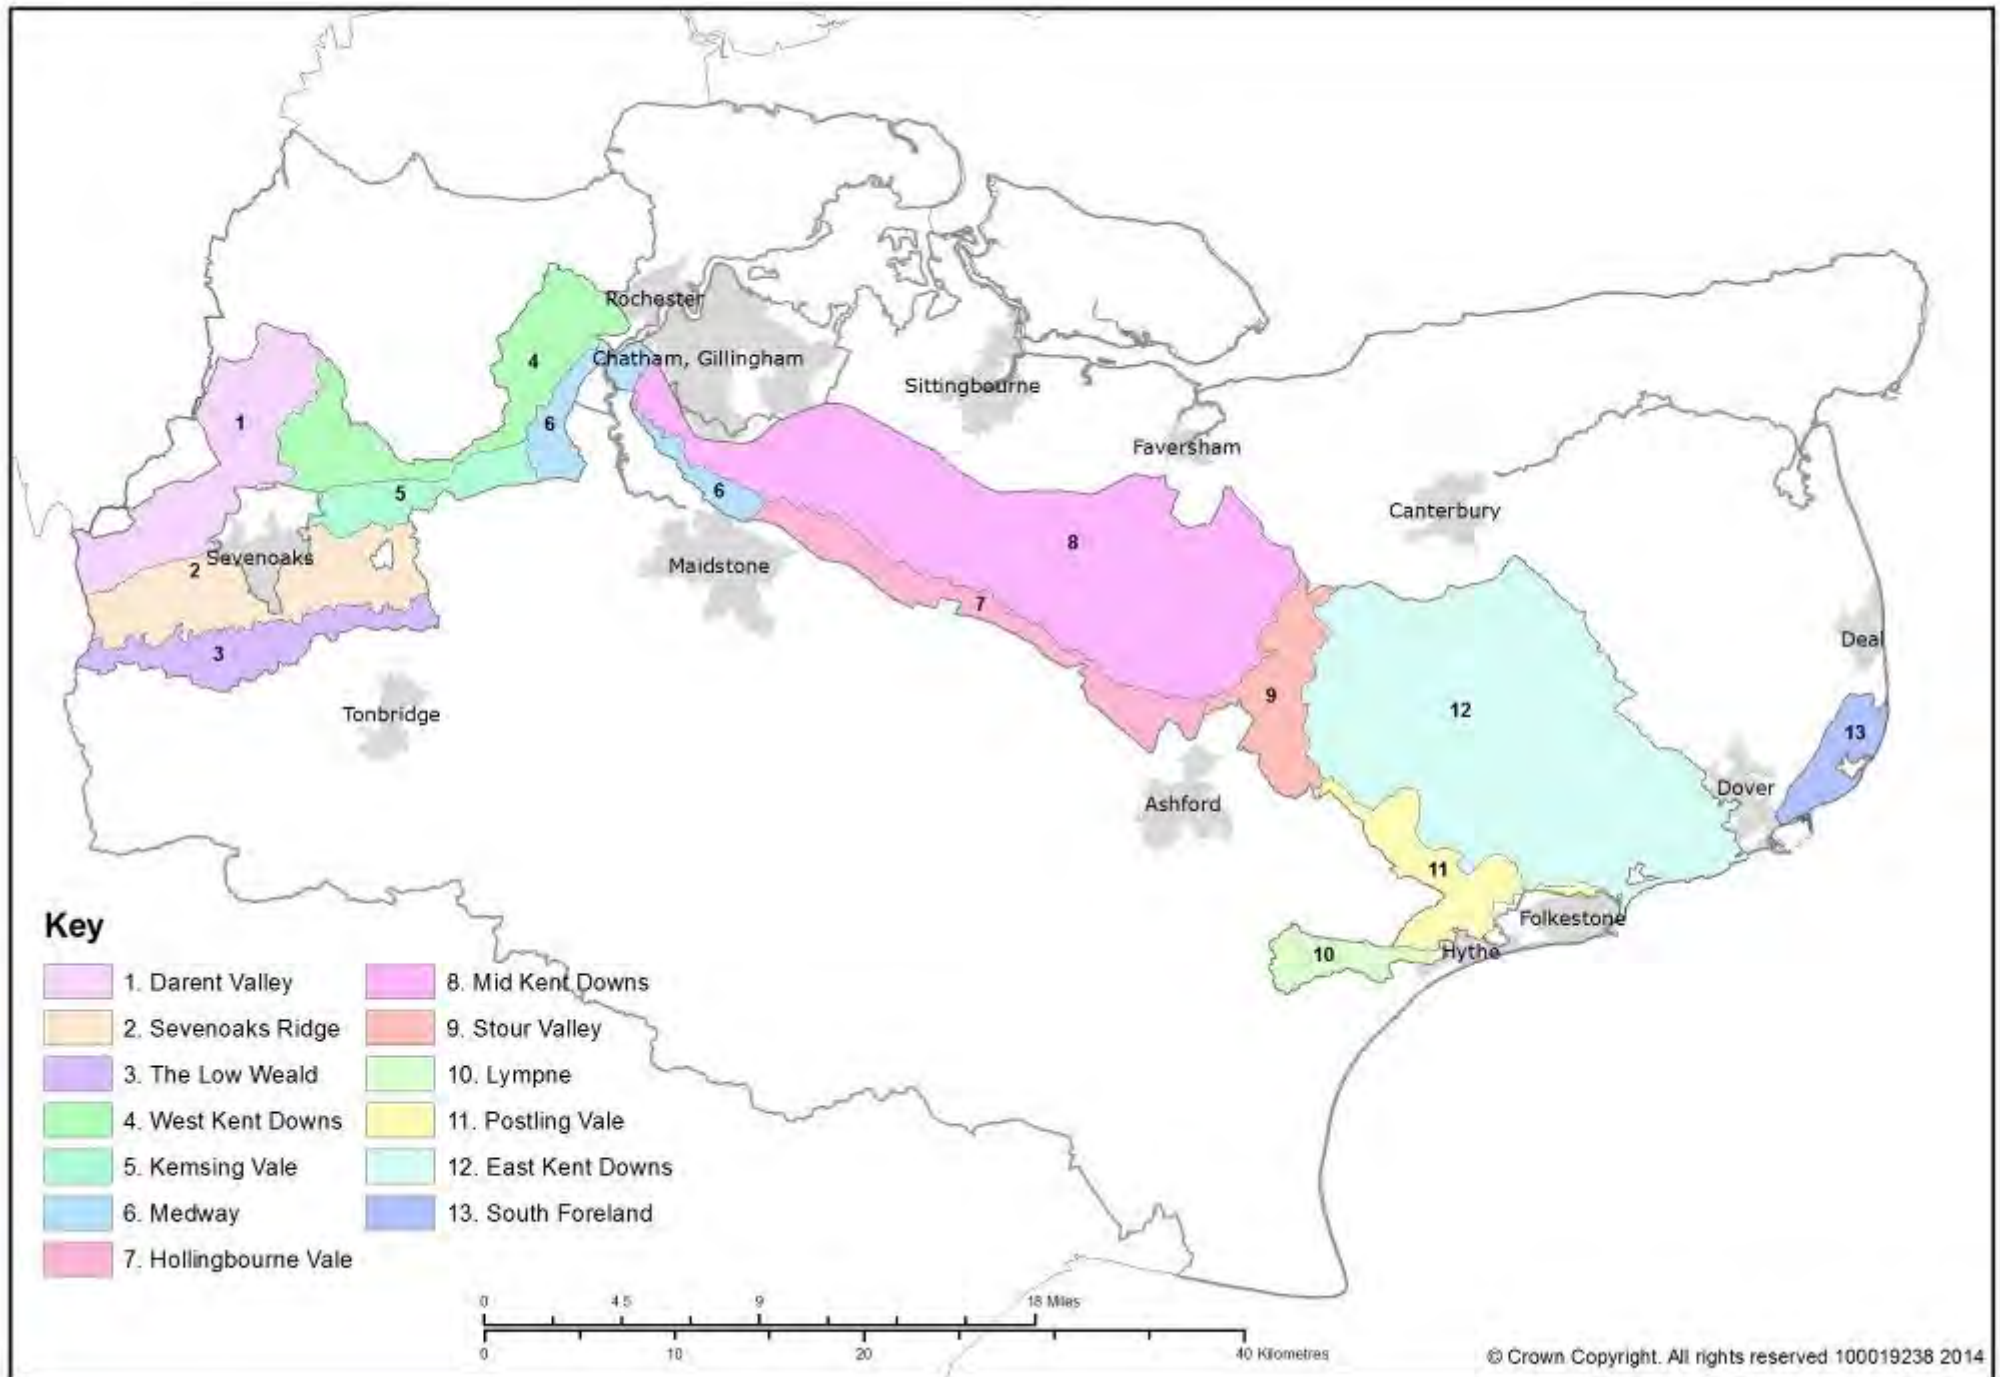 Rochester
Chatham, Gillingham
4
Sittingbourne
1
6
Faversham
5
6
Canterbury
8
Sevenoaks
2
Maidstone
7
Deal
3
9
12
Tonbridge
13
Dover
Ashford
11
Folkestone
10
Hythe
Key
1. Darent Valley
2. Sevenoaks Ridge
3. The Low Weald
4. West Kent Downs
5. Kemsing Vale
6. Medway
7. Hollingbourne Vale
8. Mid Kent Downs
9. Stour Valley
10. Lympne
11. Postling Vale
12. East Kent Downs
13. South Foreland
0 4.5 9 18 Miles
0 10 20 40 Kilometres
© Crown Copyright. All rights reserved 100019238 2014